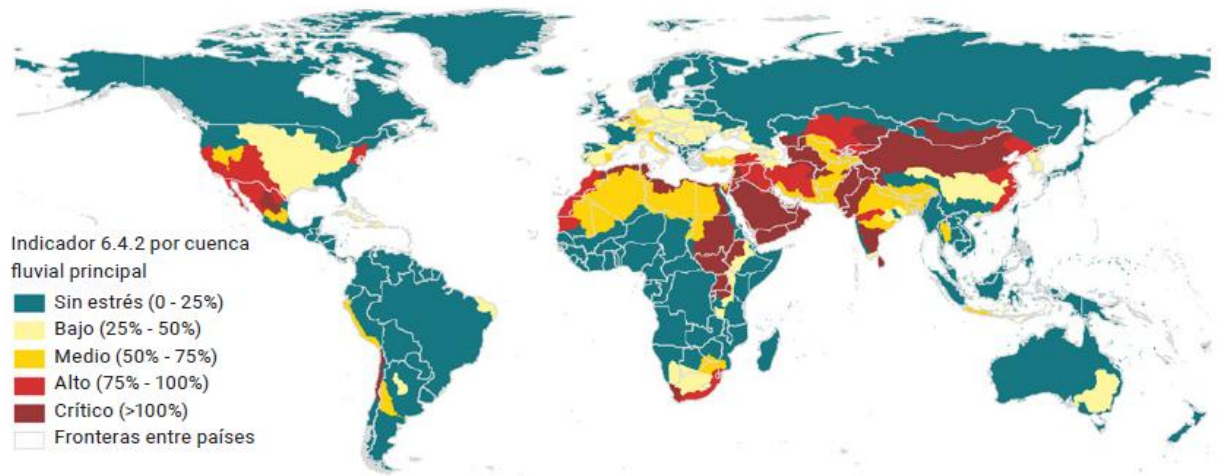 Indicador 6.4.2 por cuenca
fluvial principal
Sin estrés (0 - 25%)
Bajo (25% - 50%)
Medio (50% - 75%)
Alto (75% - 100%)
Crítico (>100%)
Fronteras entre países